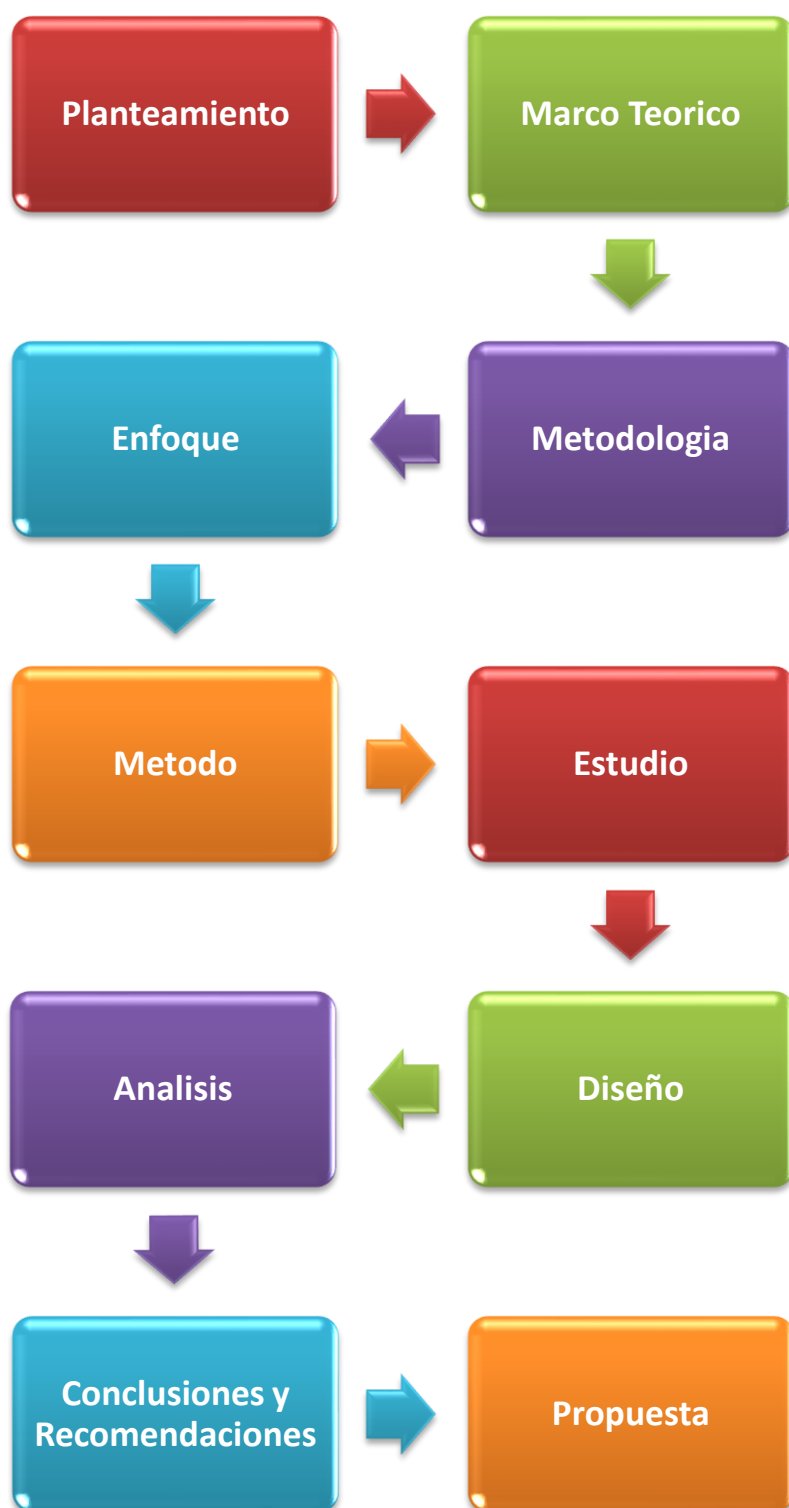 Planteamiento
Marco Teorico
Metodologia
Enfoque
Metodo
Estudio
Diseño
Analisis
Conclusiones y
Recomendaciones
Propuesta